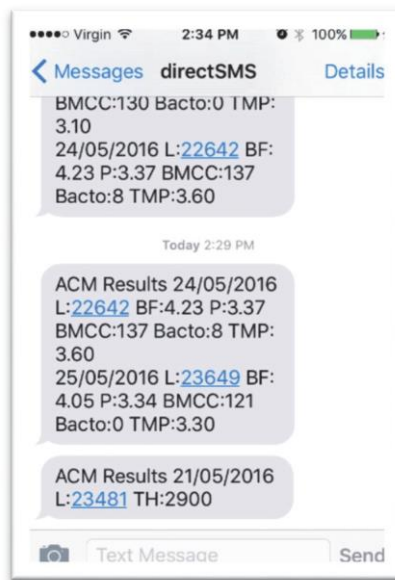 Virgin 2:34 PM 100%
Messages directSMS Details
BMCC:130 Bacto:0 TMP:
3.10
24/05/2016 L:22642 BF:
4.23 P:3.37 BMCC:137
Bacto:8 TMP:3.60
Today 2:29 PM
ACM Results 24/05/2016
L:22642 BF:4.23 P:3.37
BMCC:137 Bacto:8 TMP:
3.60
25/05/2016 L:23649 BF:
4.05 P:3.34 BMCC:121
Bacto:0 TMP:3.30
ACM Results 21/05/2016
L:23481 TH:2900
Text Message Send